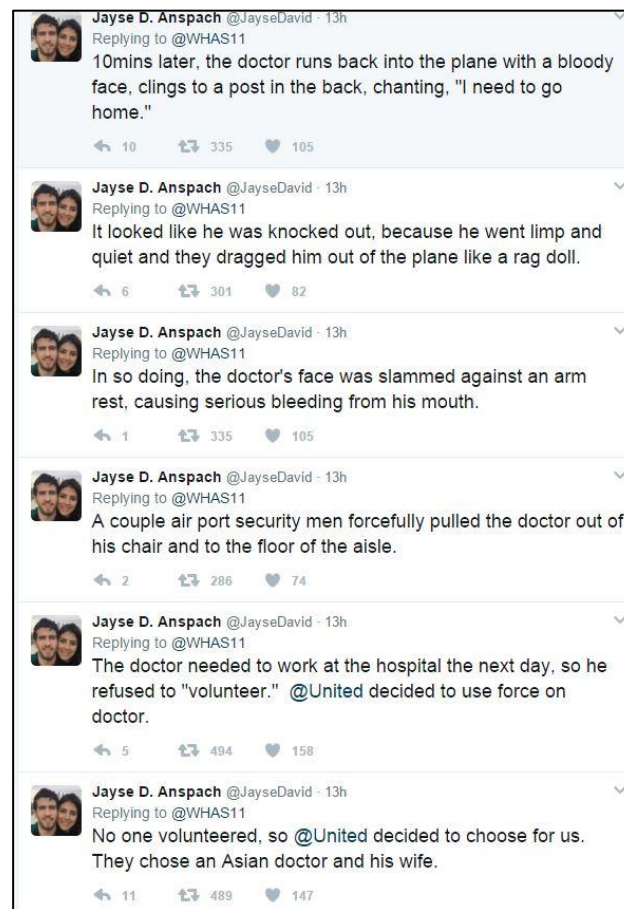 Jayse D. Anspach @JayseDavid · 13h
Replying to @WHAS11
10mins later, the doctor runs back into the plane with a bloody
face, clings to a post in the back, chanting, "I need to go
home."
10 335 105
Jayse D. Anspach @JayseDavid · 13h
Replying to @WHAS11
It looked like he was knocked out, because he went limp and
quiet and they dragged him out of the plane like a rag doll.
6 301 82
Jayse D. Anspach @JayseDavid · 13h
Replying to @WHAS11
In so doing, the doctor's face was slammed against an arm
rest, causing serious bleeding from his mouth.
1 335 105
Jayse D. Anspach @JayseDavid · 13h
Replying to @WHAS11
A couple air port security men forcefully pulled the doctor out of
his chair and to the floor of the aisle.
2 286 74
Jayse D. Anspach @JayseDavid · 13h
Replying to @WHAS11
The doctor needed to work at the hospital the next day, so he
refused to "volunteer." @United decided to use force on
doctor.
5 494 158
Jayse D. Anspach @JayseDavid · 13h
Replying to @WHAS11
No one volunteered, so @United decided to choose for us.
They chose an Asian doctor and his wife.
11 489 147